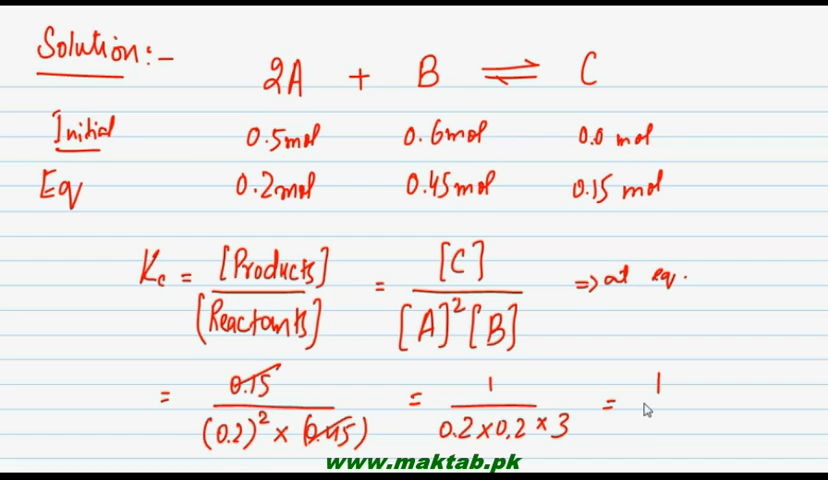 Solution:-
2A + B ⇌ C
Initial 0.5mol 0.6mol 0.0 mol
Eq 0.2mol 0.45mol 0.15 mol
Kc = [Products]/[Reactants] = [C]/[A]²[B] => at eq.
= 0.15/(0.2)² × (0.45) = 1/0.2×0.2×3 = 1
www.maktab.pk